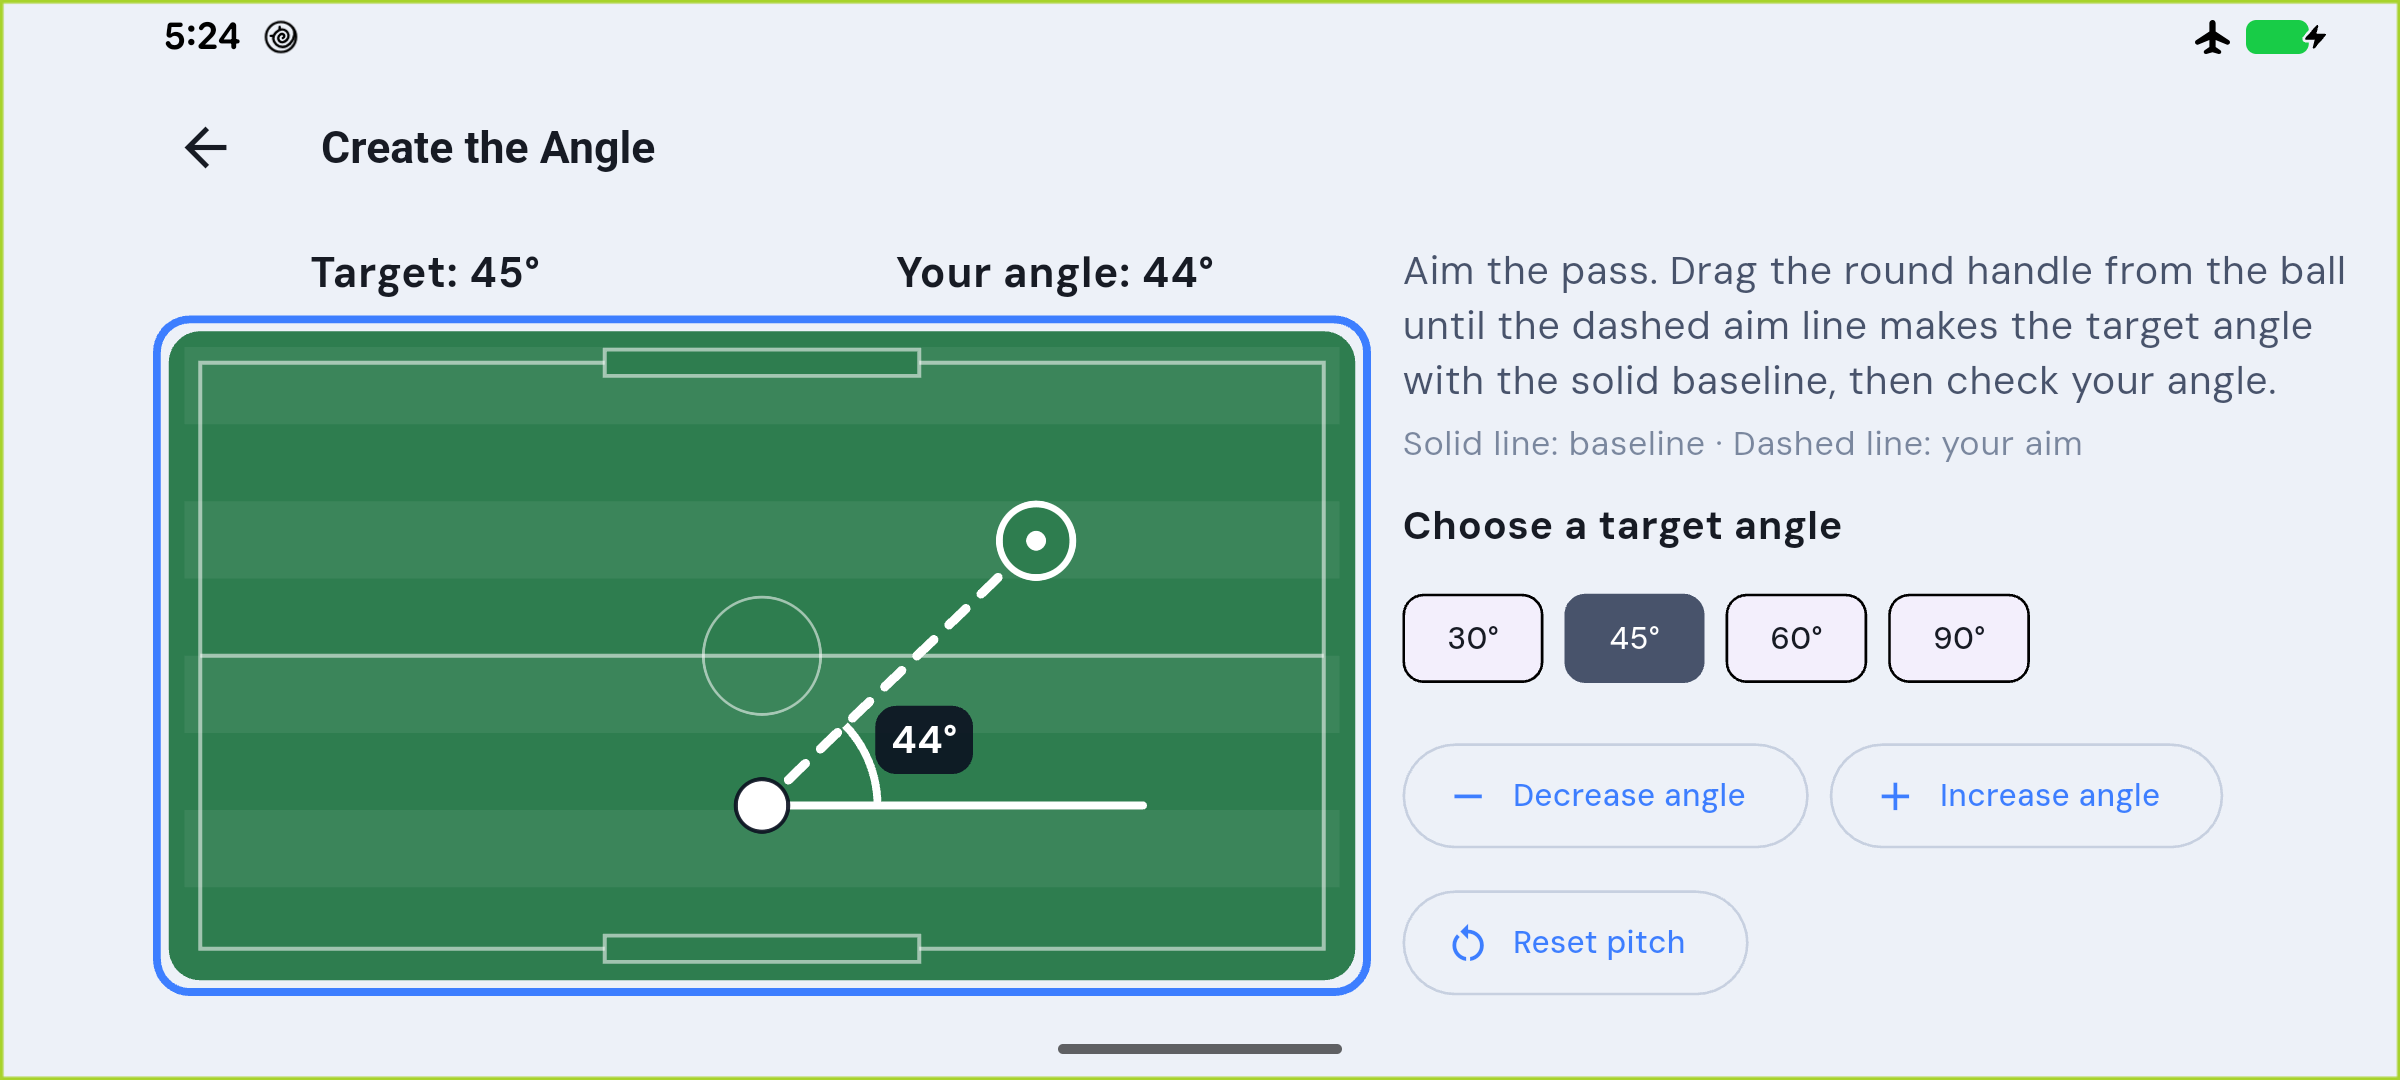 5:24
Create the Angle
Target: 45°
Your angle: 44°
44°
Aim the pass. Drag the round handle from the ball
until the dashed aim line makes the target angle
with the solid baseline, then check your angle.
Solid line: baseline · Dashed line: your aim
Choose a target angle
30°
45°
60°
90°
Decrease angle
Increase angle
Reset pitch